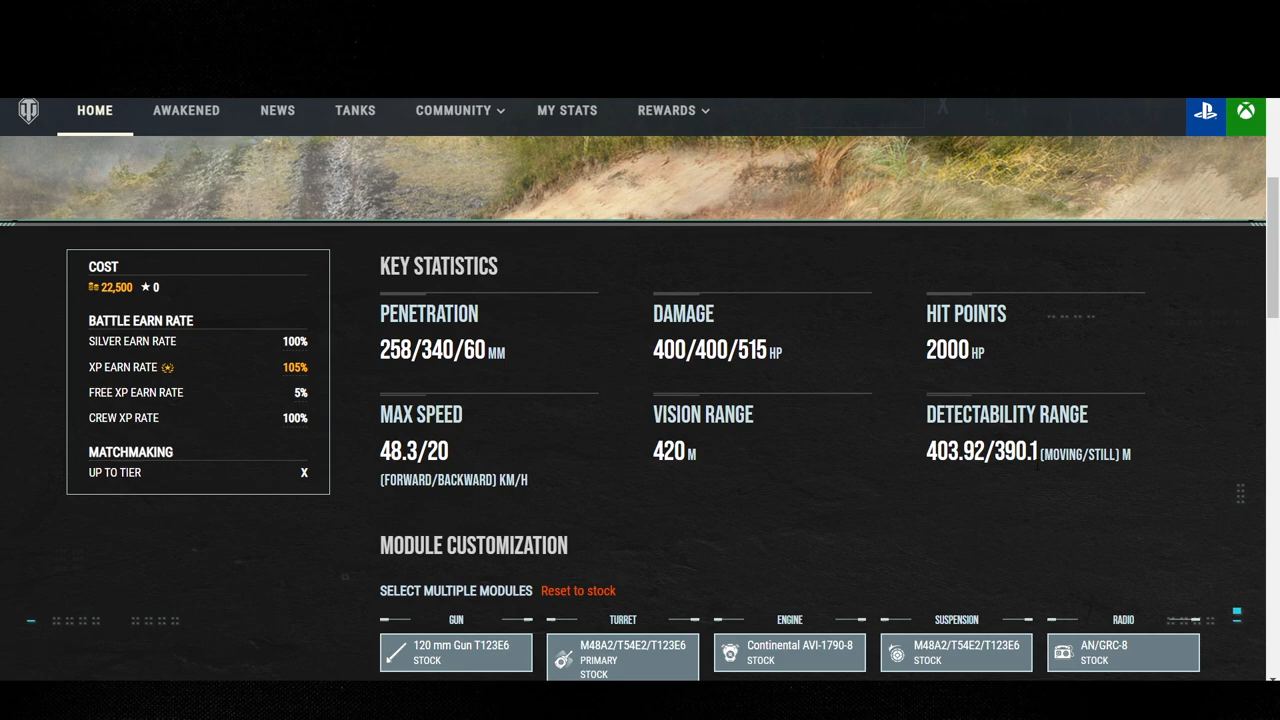 HOME AWAKENED NEWS TANKS COMMUNITY MY STATS REWARDS X
COST
22,500 ★ 0
BATTLE EARN RATE
SILVER EARN RATE 100%
XP EARN RATE 105%
FREE XP EARN RATE 5%
CREW XP RATE 100%
MATCHMAKING
UP TO TIER X
KEY STATISTICS
PENETRATION
258/340/60 MM
DAMAGE
400/400/515 HP
HIT POINTS
2000 HP
MAX SPEED
48.3/20
(FORWARD/BACKWARD) KM/H
VISION RANGE
420 M
DETECTABILITY RANGE
403.92/390.1 (MOVING/STILL) M
MODULE CUSTOMIZATION
SELECT MULTIPLE MODULES Reset to stock
GUN
120 mm Gun T123E6
STOCK
TURRET
M48A2/T54E2/T123E6
PRIMARY
STOCK
ENGINE
Continental AVI-1790-8
STOCK
SUSPENSION
M48A2/T54E2/T123E6
STOCK
RADIO
AN/GRC-8
STOCK